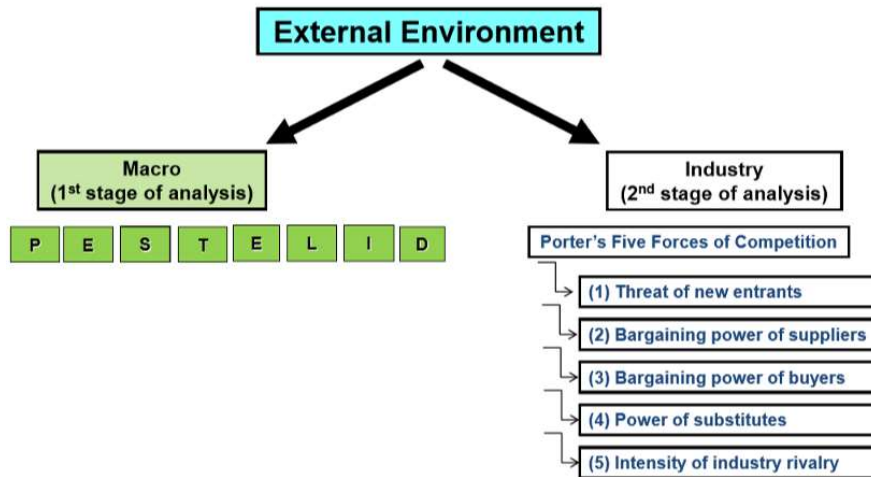 External Environment
Macro
(1st stage of analysis)
P E S T E L I D
Industry
(2nd stage of analysis)
Porter's Five Forces of Competition
(1) Threat of new entrants
(2) Bargaining power of suppliers
(3) Bargaining power of buyers
(4) Power of substitutes
(5) Intensity of industry rivalry